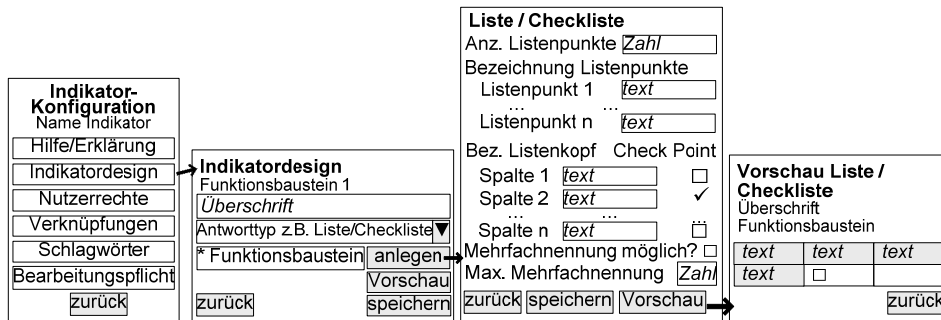 Indikator-
Konfiguration
Name Indikator
Hilfe/Erklärung
Indikatordesign
Nutzerrechte
Verknüpfungen
Schlagwörter
Bearbeitungspflicht
zurück
Indikatordesign
Funktionsbaustein 1
Überschrift
Antworttyp z.B. Liste/Checkliste
* Funktionsbaustein anlegen
Vorschau
zurück speichern
Liste / Checkliste
Anz. Listenpunkte Zahl
Bezeichnung Listenpunkte
Listenpunkt 1 text
... ...
Listenpunkt n text
Bez. Listenkopf Check Point
Spalte 1 text
Spalte 2 text
... ... ...
Spalte n text
Mehrfachnennung möglich?
Max. Mehrfachnennung Zahl
zurück speichern Vorschau
Vorschau Liste /
Checkliste
Überschrift
Funktionsbaustein
text text text
text
zurück